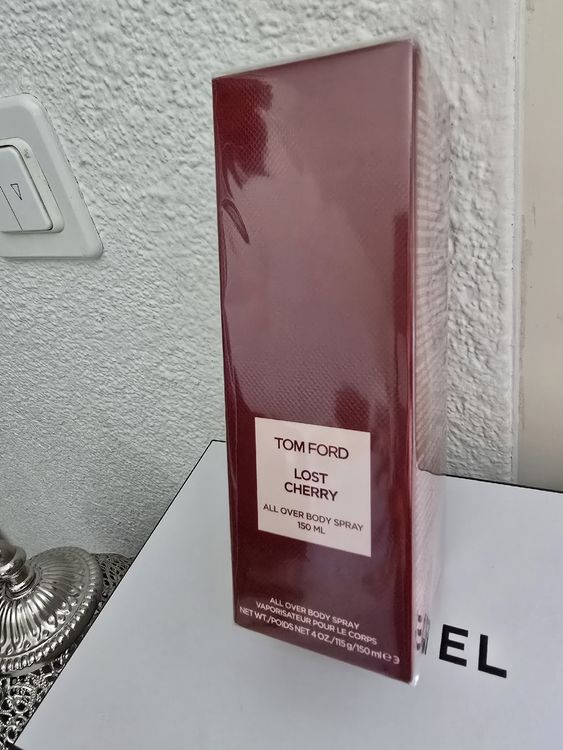 TOM FORD
LOST
CHERRY
ALL OVER BODY SPRAY
150 ML
ALL OVER BODY SPRAY
VAPORISATEUR POUR LE CORPS
NET WT./POIDS NET 4 OZ./115 g/150 ml ℮
EL